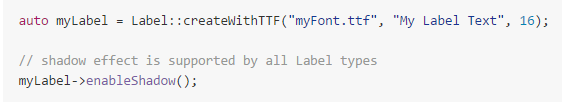 auto myLabel = Label::createWithTTF("myFont.ttf", "My Label Text", 16);
// shadow effect is supported by all Label types
myLabel->enableShadow();